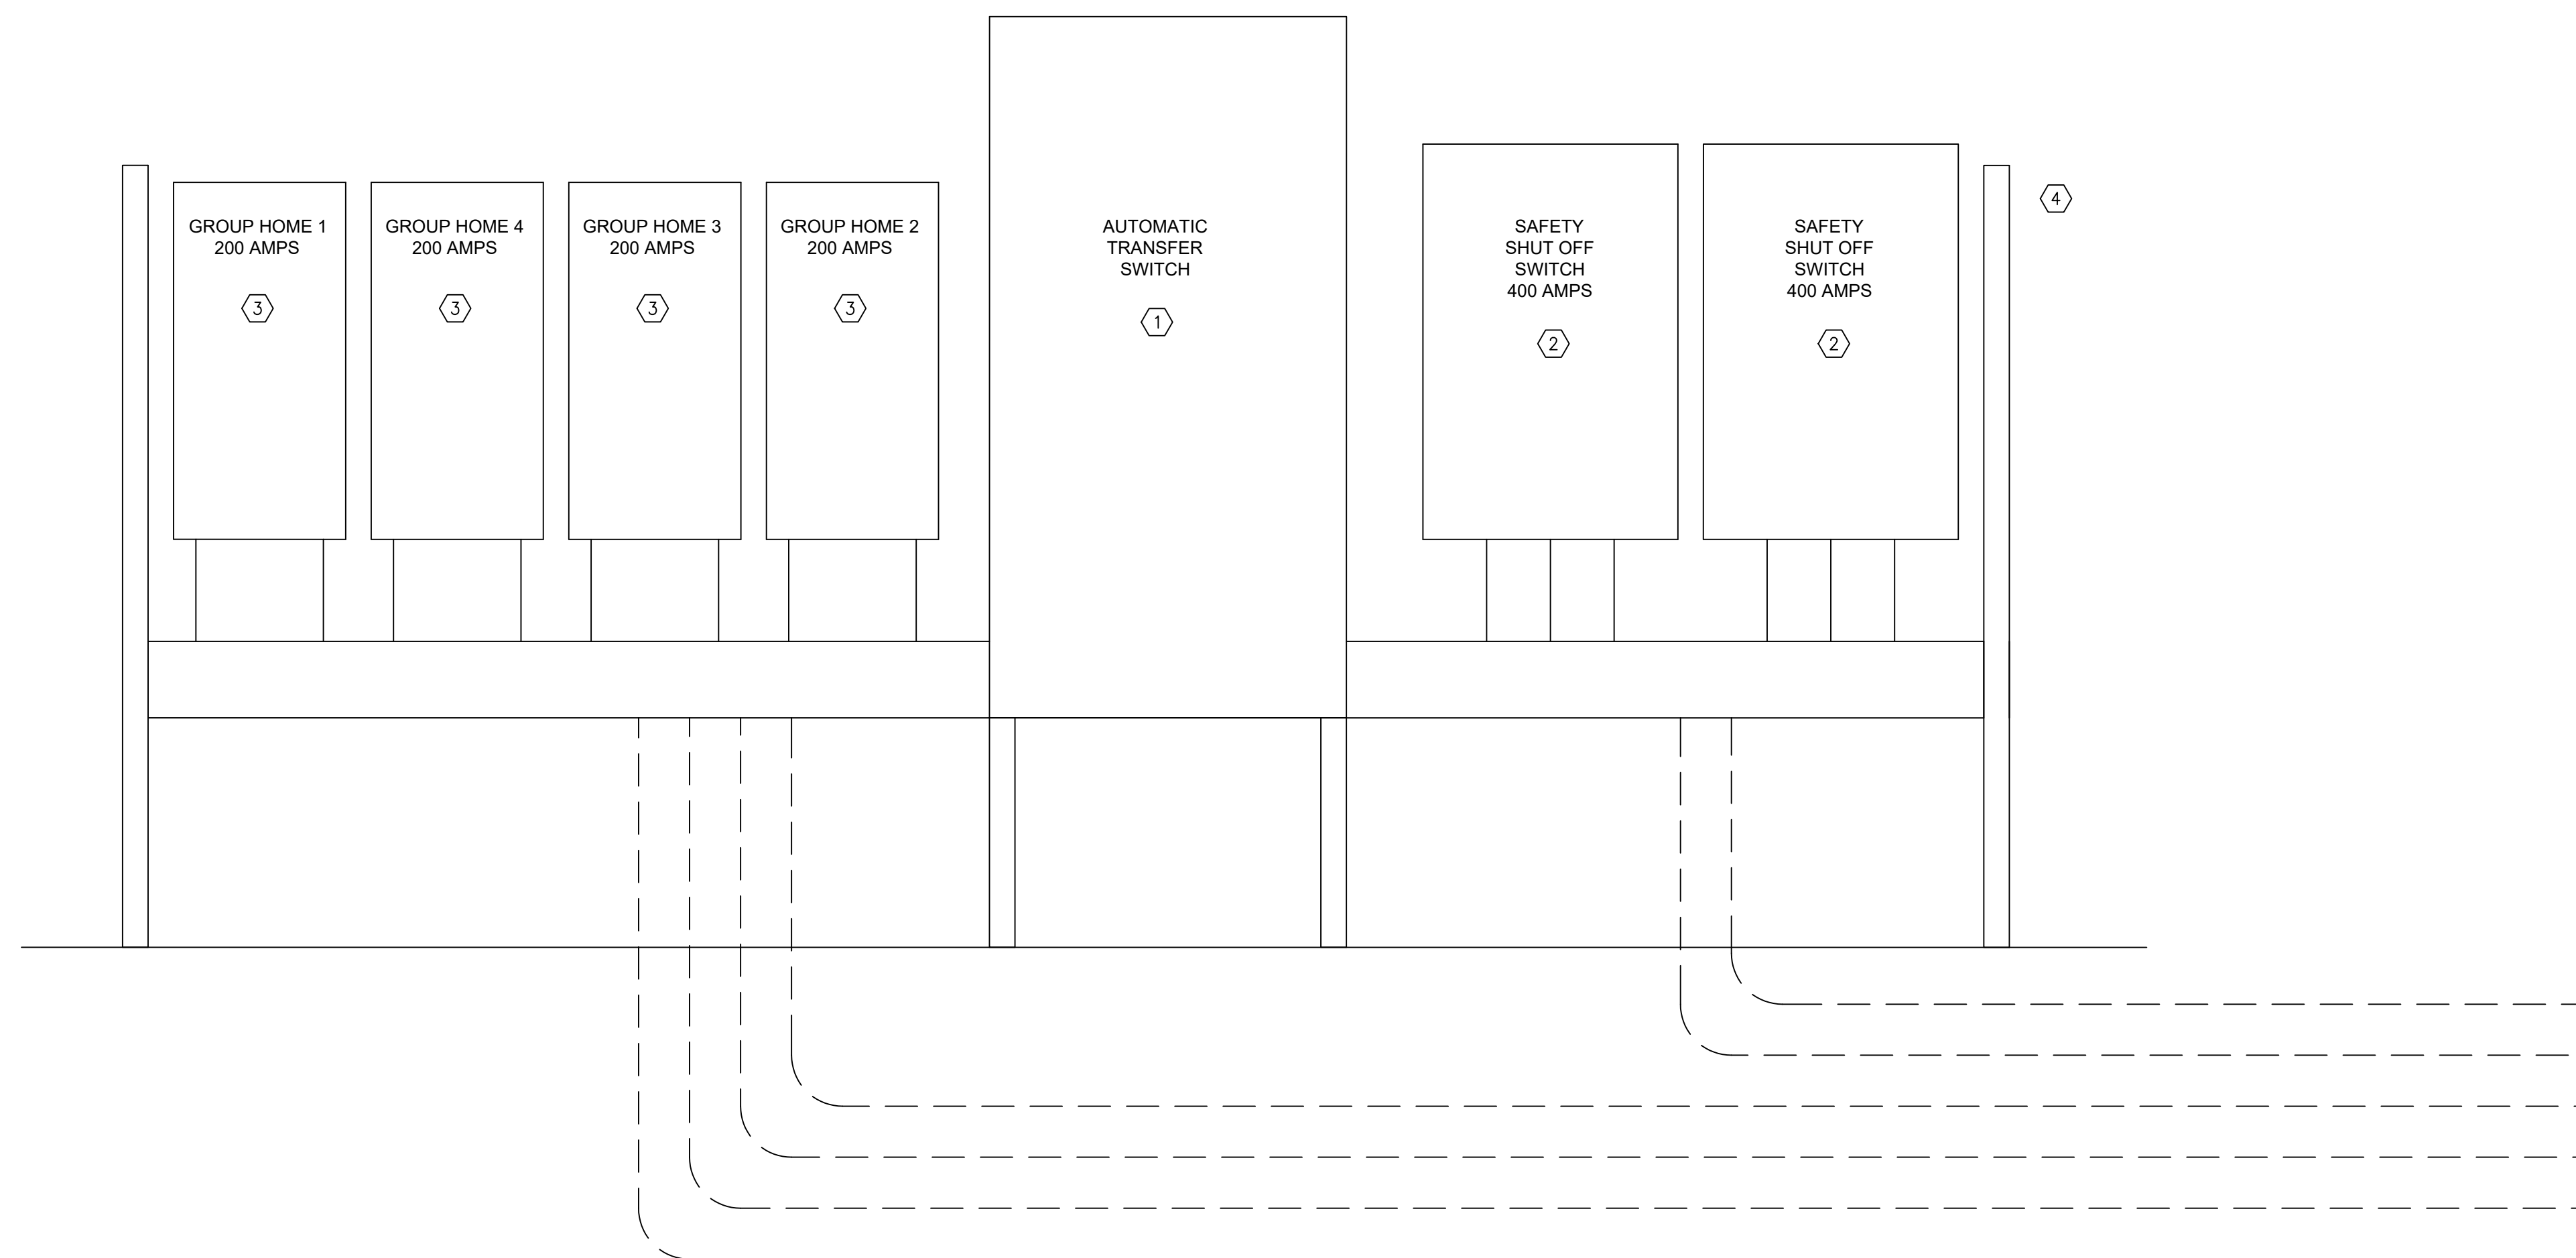 GROUP HOME 1
200 AMPS
3
GROUP HOME 4
200 AMPS
3
GROUP HOME 3
200 AMPS
3
GROUP HOME 2
200 AMPS
3
AUTOMATIC
TRANSFER
SWITCH
1
SAFETY
SHUT OFF
SWITCH
400 AMPS
2
SAFETY
SHUT OFF
SWITCH
400 AMPS
2
4